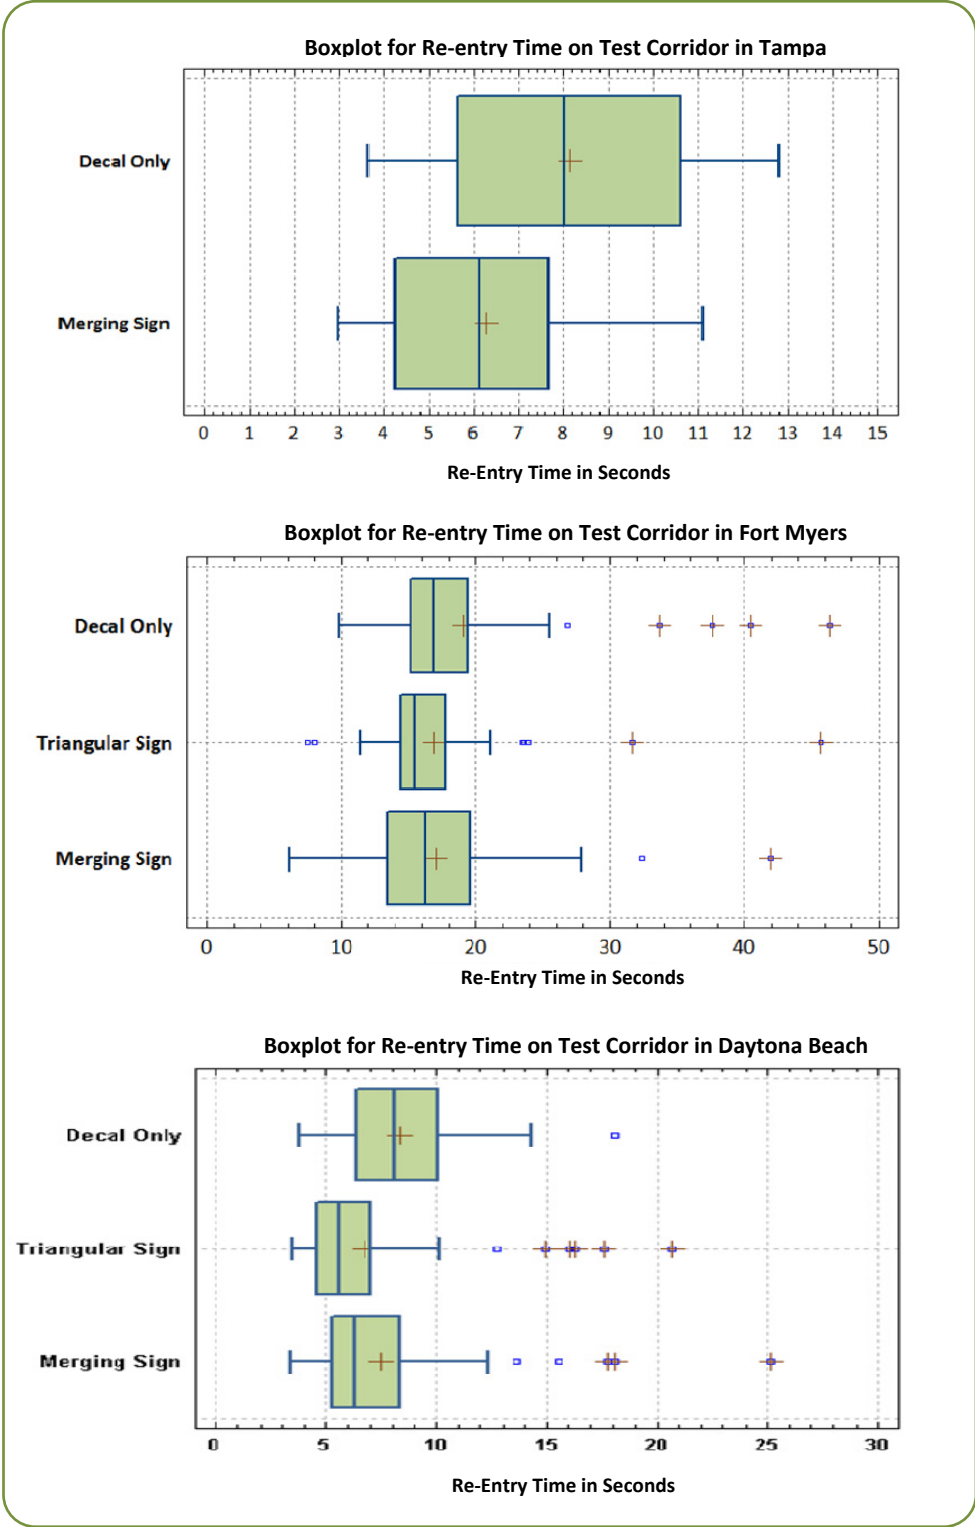 Boxplot for Re-entry Time on Test Corridor in Tampa
Decal Only
Merging Sign
0 1 2 3 4 5 6 7 8 9 10 11 12 13 14 15
Re-Entry Time in Seconds
Boxplot for Re-entry Time on Test Corridor in Fort Myers
Decal Only
Triangular Sign
Merging Sign
0 10 20 30 40 50
Re-Entry Time in Seconds
Boxplot for Re-entry Time on Test Corridor in Daytona Beach
Decal Only
Triangular Sign
Merging Sign
0 5 10 15 20 25 30
Re-Entry Time in Seconds